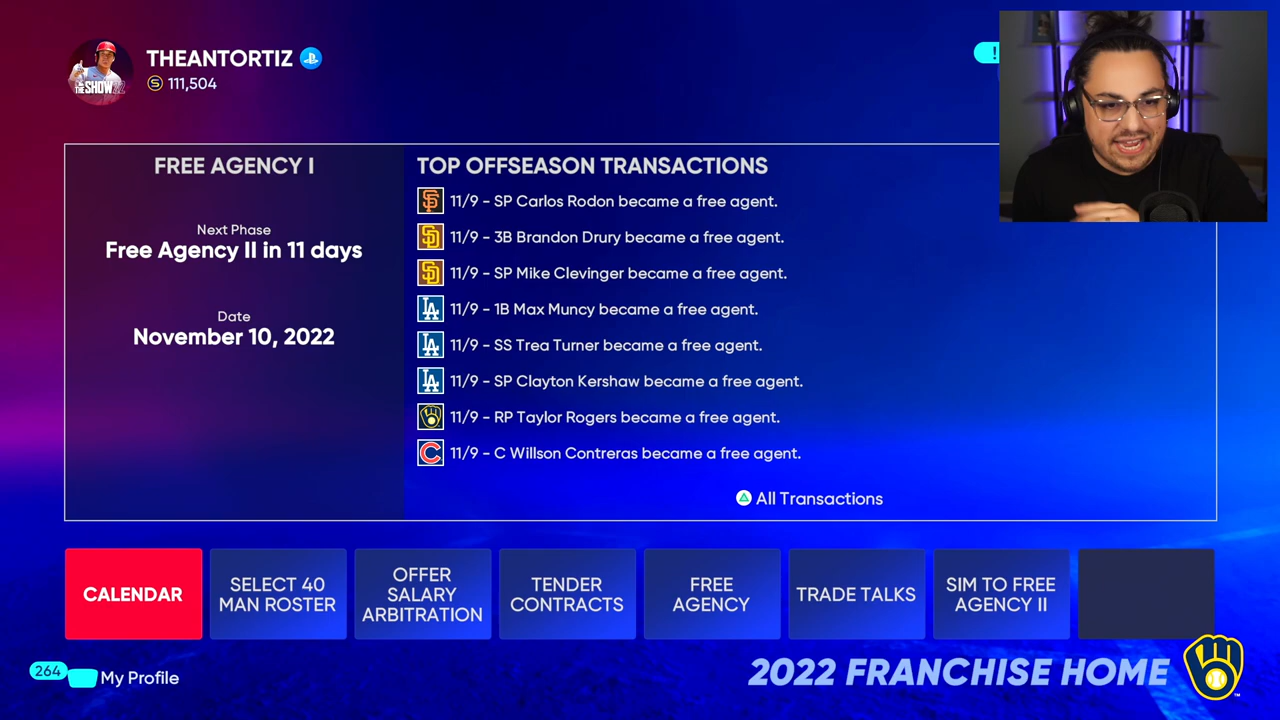 THEANTORTIZ
111,504
!
THE SHOW 22
FREE AGENCY I
Next Phase
Free Agency II in 11 days
Date
November 10, 2022
TOP OFFSEASON TRANSACTIONS
11/9 - SP Carlos Rodon became a free agent.
11/9 - 3B Brandon Drury became a free agent.
11/9 - SP Mike Clevinger became a free agent.
11/9 - 1B Max Muncy became a free agent.
11/9 - SS Trea Turner became a free agent.
11/9 - SP Clayton Kershaw became a free agent.
11/9 - RP Taylor Rogers became a free agent.
11/9 - C Willson Contreras became a free agent.
All Transactions
CALENDAR
SELECT 40
MAN ROSTER
OFFER
SALARY
ARBITRATION
TENDER
CONTRACTS
FREE
AGENCY
TRADE TALKS
SIM TO FREE
AGENCY II
264
My Profile
2022 FRANCHISE HOME